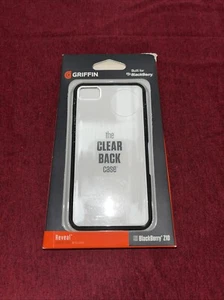 GRIFFIN
Built for
BlackBerry
the
CLEAR
BACK
case
Reveal
BlackBerry Z10